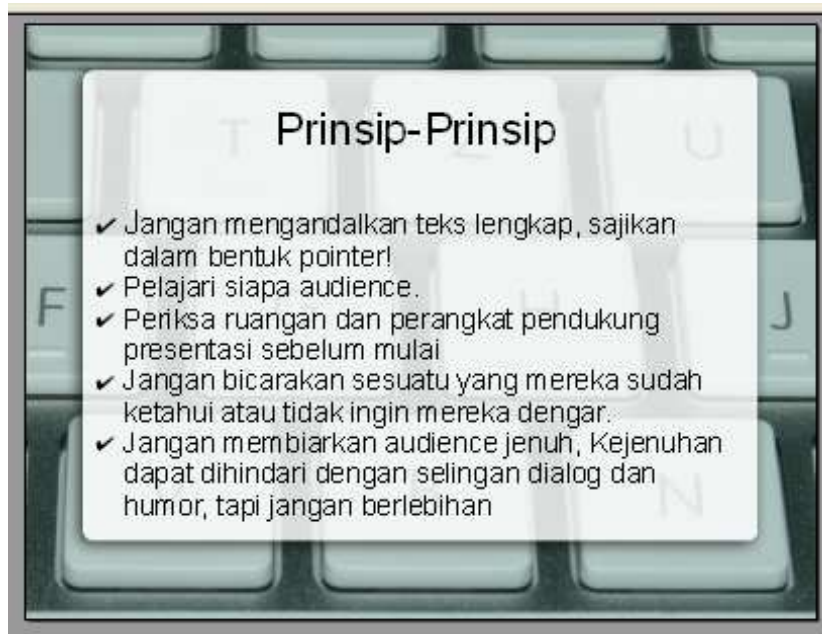 Prinsip-Prinsip
✔ Jangan mengandalkan teks lengkap, sajikan
dalam bentuk pointer!
✔ Pelajari siapa audience.
✔ Periksa ruangan dan perangkat pendukung
presentasi sebelum mulai
✔ Jangan bicarakan sesuatu yang mereka sudah
ketahui atau tidak ingin mereka dengar.
✔ Jangan membiarkan audience jenuh, Kejenuhan
dapat dihindari dengan selingan dialog dan
humor, tapi jangan berlebihan
T U
F H J
N